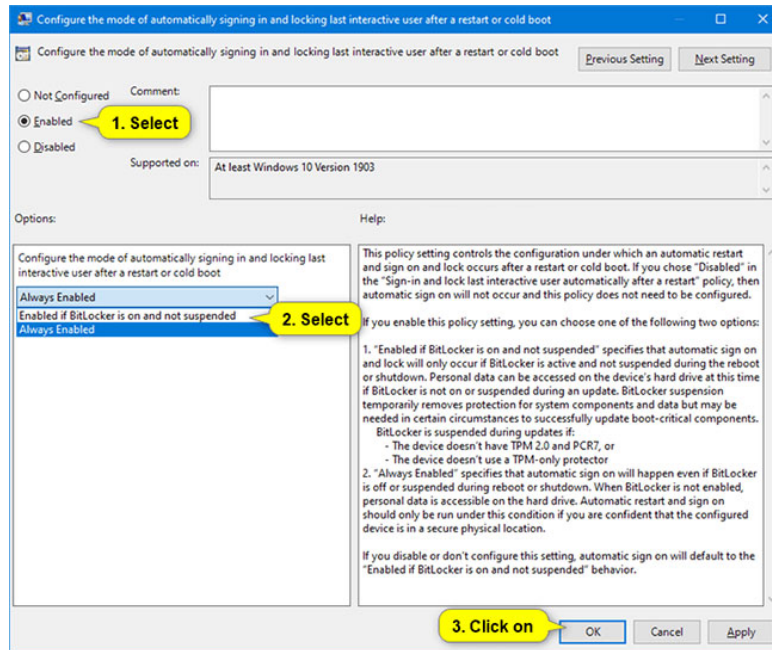 Configure the mode of automatically signing in and locking last interactive user after a restart or cold boot
Configure the mode of automatically signing in and locking last interactive user after a restart or cold boot
Previous Setting
Next Setting
Not Configured
Comment:
Enabled
1. Select
Disabled
Supported on:
At least Windows 10 Version 1903
Options:
Help:
Configure the mode of automatically signing in and locking last
interactive user after a restart or cold boot
Always Enabled
Enabled if BitLocker is on and not suspended
Always Enabled
2. Select
This policy setting controls the configuration under which an automatic restart
and sign on and lock occurs after a restart or cold boot. If you chose "Disabled" in
the "Sign-in and lock last interactive user automatically after a restart" policy, then
automatic sign on will not occur and this policy does not need to be configured.
If you enable this policy setting, you can choose one of the following two options:
1. "Enabled if BitLocker is on and not suspended" specifies that automatic sign on
and lock will only occur if BitLocker is active and not suspended during the reboot
or shutdown. Personal data can be accessed on the device's hard drive at this time
if BitLocker is not on or suspended during an update. BitLocker suspension
temporarily removes protection for system components and data but may be
needed in certain circumstances to successfully update boot-critical components.
BitLocker is suspended during updates if:
- The device doesn't have TPM 2.0 and PCR7, or
- The device doesn't use a TPM-only protector
2. "Always Enabled" specifies that automatic sign on will happen even if BitLocker
is off or suspended during reboot or shutdown. When BitLocker is not enabled,
personal data is accessible on the hard drive. Automatic restart and sign on
should only be run under this condition if you are confident that the configured
device is in a secure physical location.
If you disable or don't configure this setting, automatic sign on will default to the
"Enabled if BitLocker is on and not suspended" behavior.
3. Click on
OK
Cancel
Apply